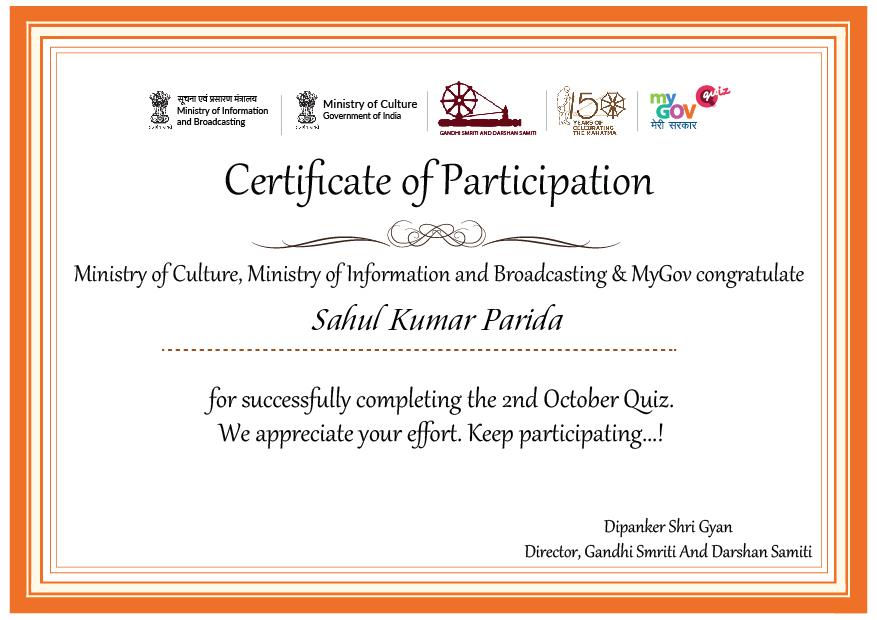 सूचना एवं प्रसारण मंत्रालय
Ministry of Information
and Broadcasting
Ministry of Culture
Government of India
GANDHI SMRITI AND DARSHAN SAMITI
150
YEARS OF
CELEBRATING
THE MAHATMA
my
GOV
quiz
मेरी सरकार
Certificate of Participation
Ministry of Culture, Ministry of Information and Broadcasting & MyGov congratulate
Sahul Kumar Parida
for successfully completing the 2nd October Quiz.
We appreciate your effort. Keep participating...!
Dipanker Shri Gyan
Director, Gandhi Smriti And Darshan Samiti